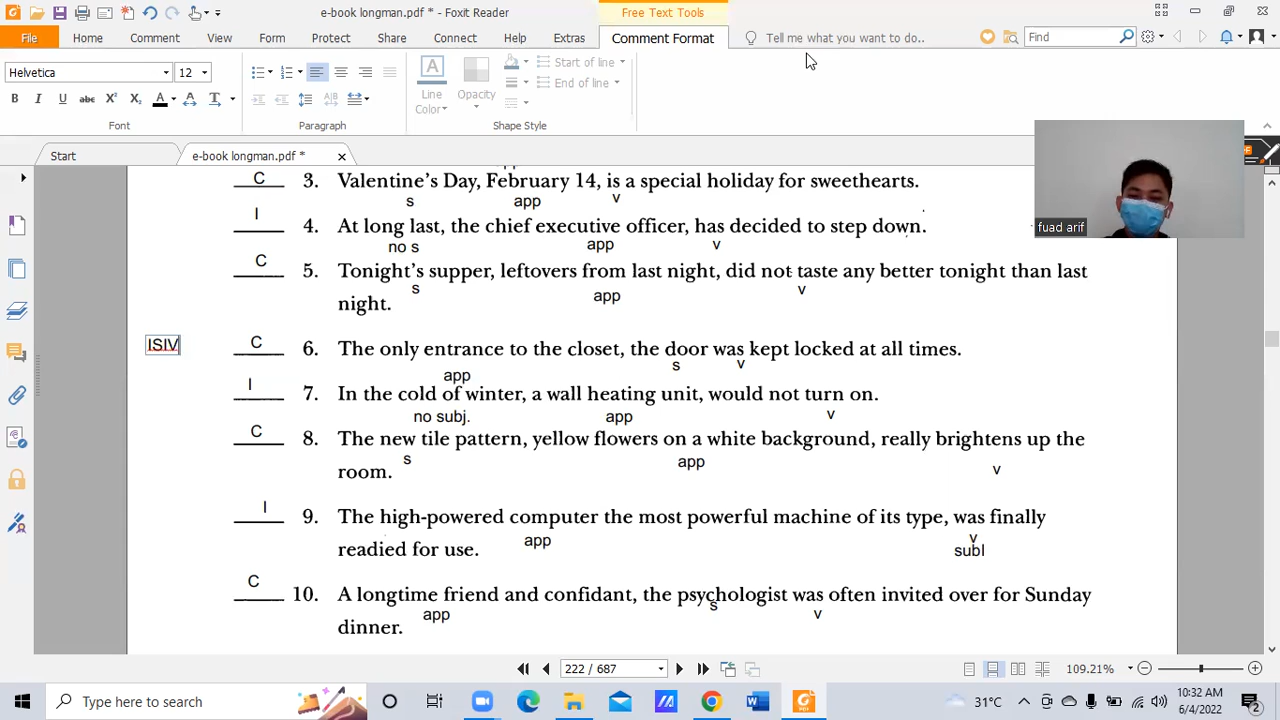 e-book longman.pdf * - Foxit Reader
Free Text Tools
File Home Comment View Form Protect Share Connect Help Extras Comment Format Tell me what you want to do.. Find
Helvetica 12
B I U abc X² X₂ A A T
Line Color
Opacity
Start of line
End of line
Font Paragraph Shape Style
Start e-book longman.pdf *
C 3. Valentine's Day, February 14, is a special holiday for sweethearts.
s app v
I 4. At long last, the chief executive officer, has decided to step down.
no s app v
C 5. Tonight's supper, leftovers from last night, did not taste any better tonight than last
s app v
night.
ISIV C 6. The only entrance to the closet, the door was kept locked at all times.
app s v
I 7. In the cold of winter, a wall heating unit, would not turn on.
no subj. app v
C 8. The new tile pattern, yellow flowers on a white background, really brightens up the
s app v
room.
I 9. The high-powered computer the most powerful machine of its type, was finally
app v
readied for use.
subl
C 10. A longtime friend and confidant, the psychologist was often invited over for Sunday
app s v
dinner.
fuad arif
222 / 687
109.21%
Type here to search
31°C
10:32 AM
6/4/2022
2